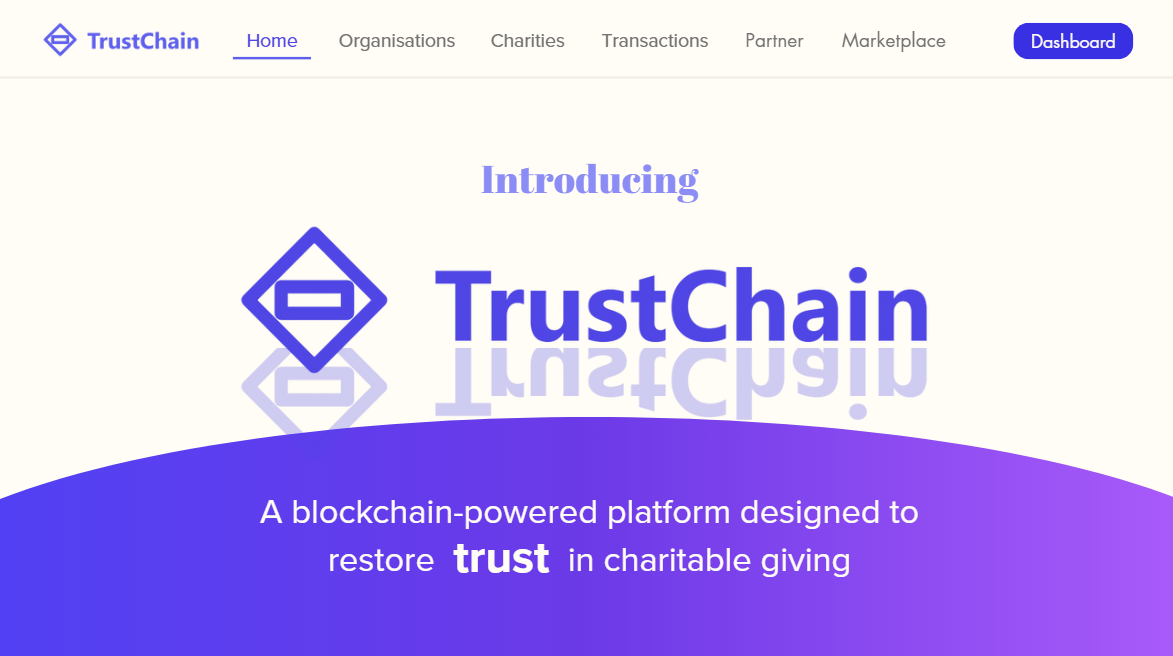 TrustChain Home Organisations Charities Transactions Partner Marketplace Dashboard
Introducing
TrustChain
A blockchain-powered platform designed to
restore trust in charitable giving